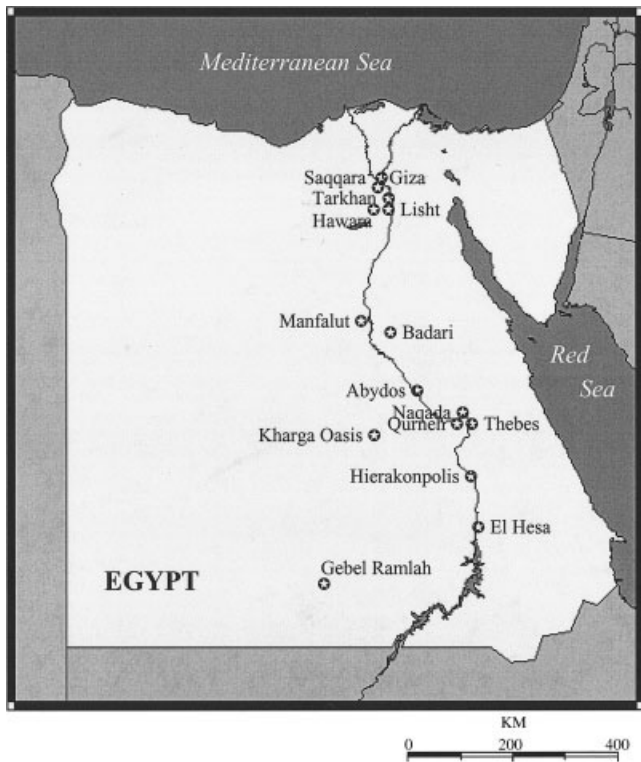 Mediterranean Sea
Saqqara Giza
Tarkhan
Hawara Lisht
Manfalut
Badari
Red
Sea
Abydos
Naqada
Qurneh Thebes
Kharga Oasis
Hierakonpolis
El Hesa
Gebel Ramlah
EGYPT
KM
0 200 400